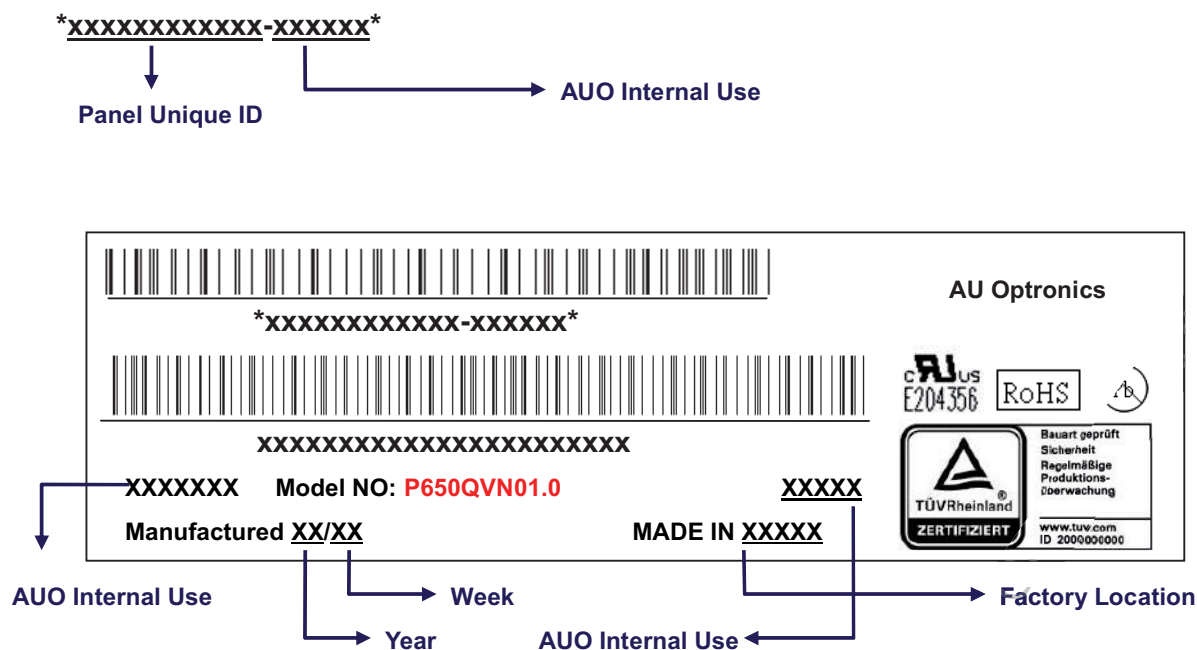 *xxxxxxxxxxxx-xxxxxx*
AUO Internal Use
Panel Unique ID
AU Optronics
*xxxxxxxxxxxx-xxxxxx*
c RU us
E204356
RoHS
xxxxxxxxxxxxxxxxxxxxxxx
Bauart geprüft
Sicherheit
Regelmäßige
Produktions-
überwachung
TÜVRheinland®
ZERTIFIZIERT
www.tuv.com
ID 2000000000
XXXXXXX Model NO: P650QVN01.0 XXXXX
Manufactured XX/XX MADE IN XXXXX
AUO Internal Use
Week
Factory Location
Year
AUO Internal Use